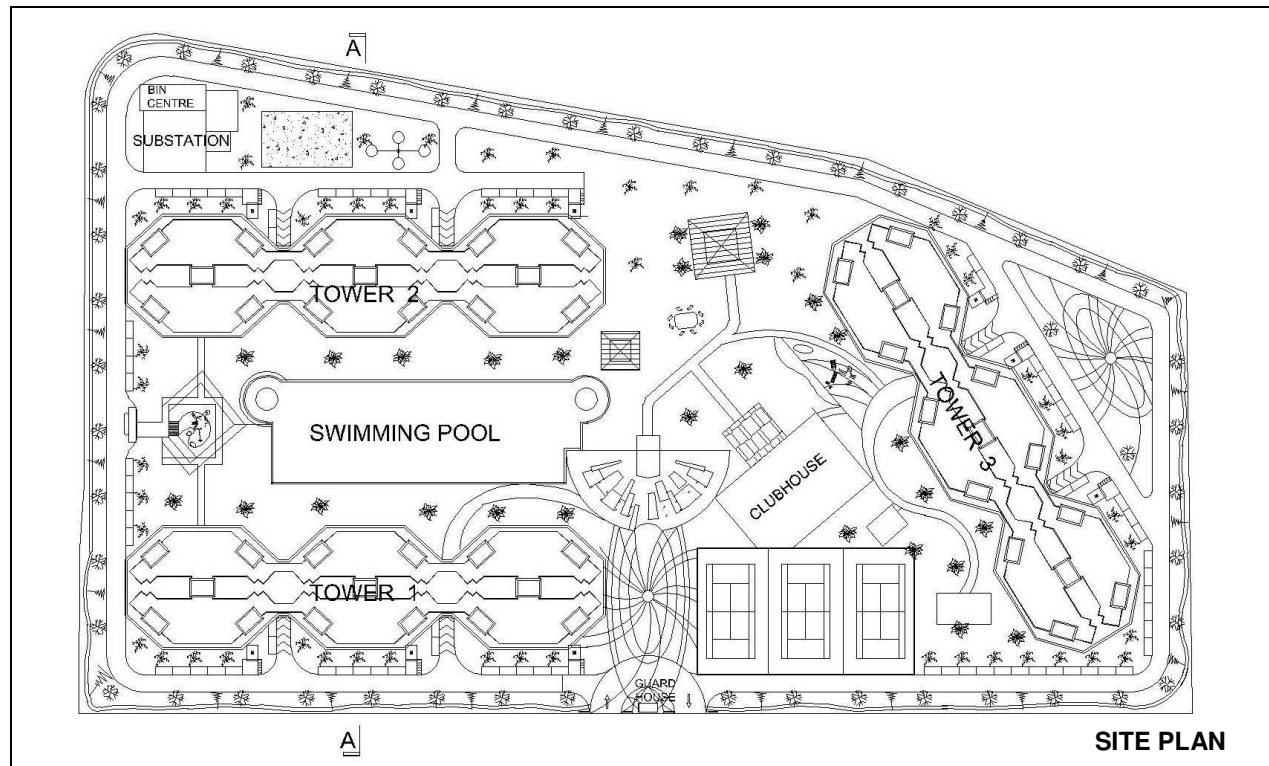 A
BIN
CENTRE
SUBSTATION
TOWER 2
SWIMMING POOL
TOWER 3
CLUBHOUSE
TOWER 1
GUARD
HOUSE
A
SITE PLAN